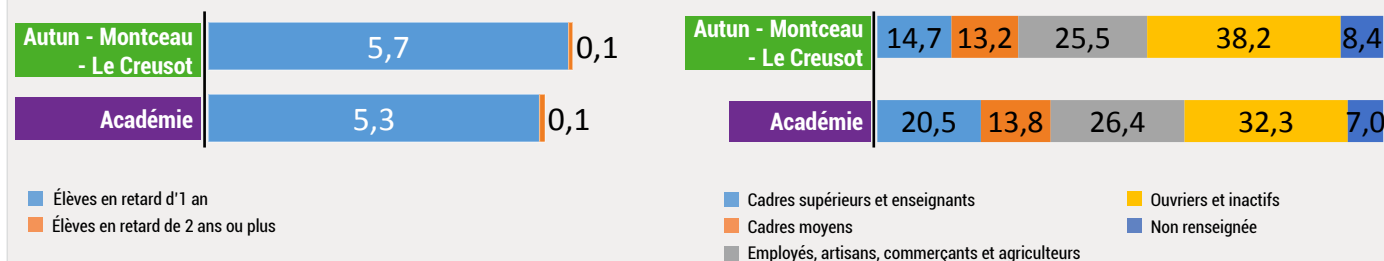 Autun - Montceau
- Le Creusot
5,7
0,1
Académie
5,3
0,1
Élèves en retard d'1 an
Élèves en retard de 2 ans ou plus
Autun - Montceau
- Le Creusot
14,7 13,2 25,5 38,2 8,4
Académie
20,5 13,8 26,4 32,3 7,0
Cadres supérieurs et enseignants
Cadres moyens
Employés, artisans, commerçants et agriculteurs
Ouvriers et inactifs
Non renseignée